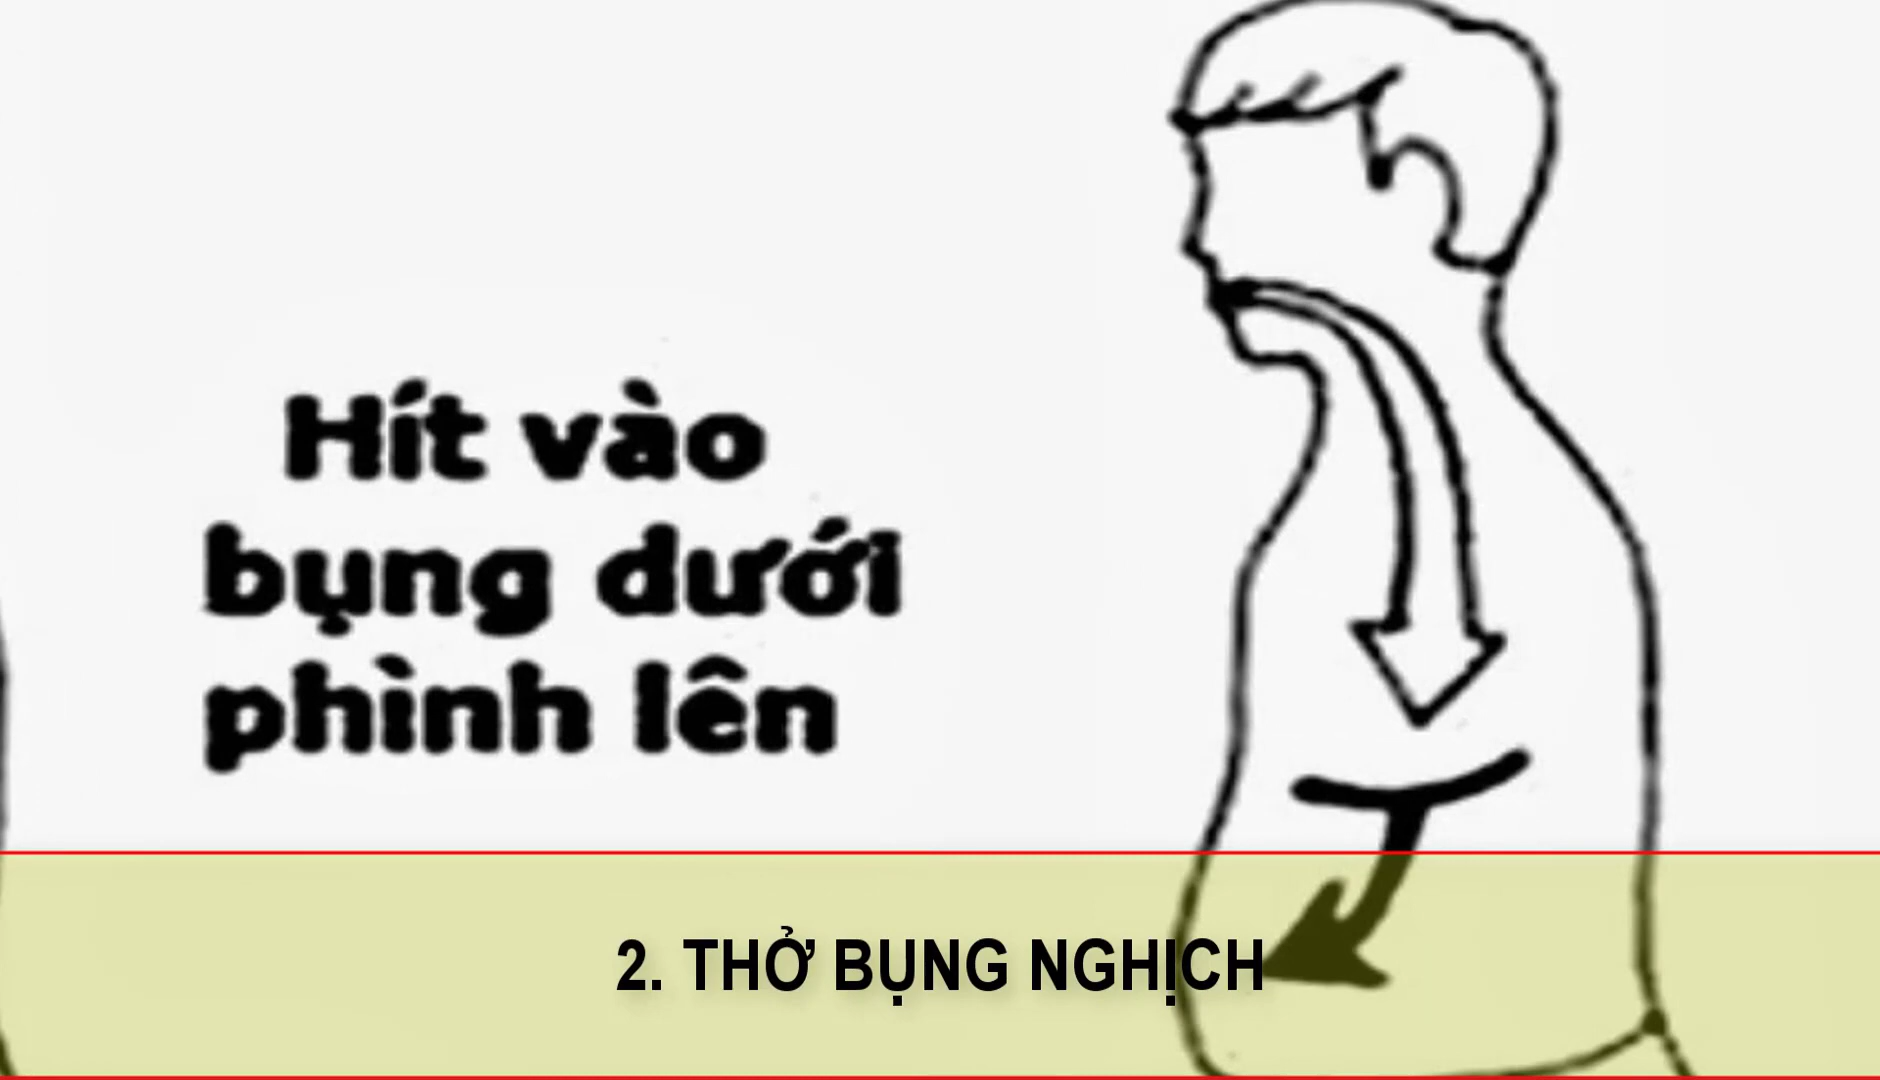 Hít vào
bụng dưới
phình lên
2. THỞ BỤNG NGHỊCH